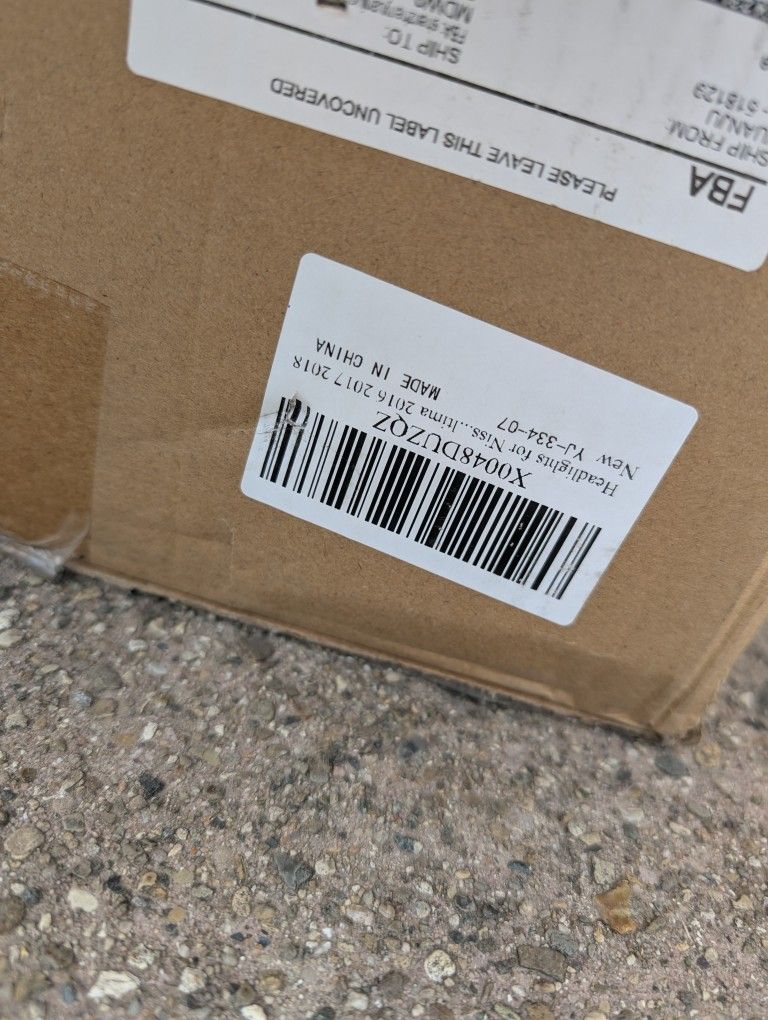 X0048DUZQZ
Headlights for Niss...ltima 2016 2017 2018
New YJ-334-07
MADE IN CHINA
FBA
PLEASE LEAVE THIS LABEL UNCOVERED
SHIP FROM:
SHIP TO: